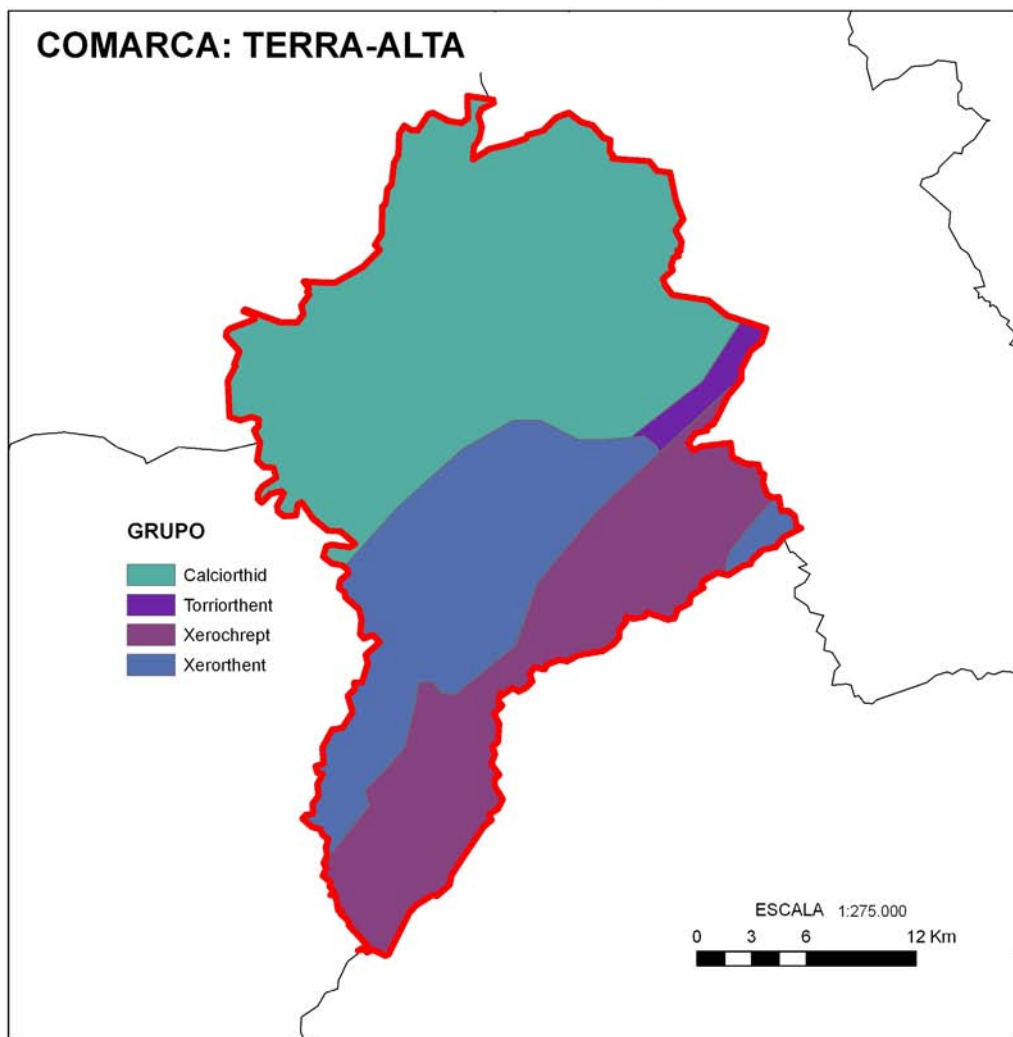 COMARCA: TERRA-ALTA
GRUPO
Calciorthid
Torriorthent
Xerochrept
Xerorthent
ESCALA 1:275.000
0 3 6 12 Km